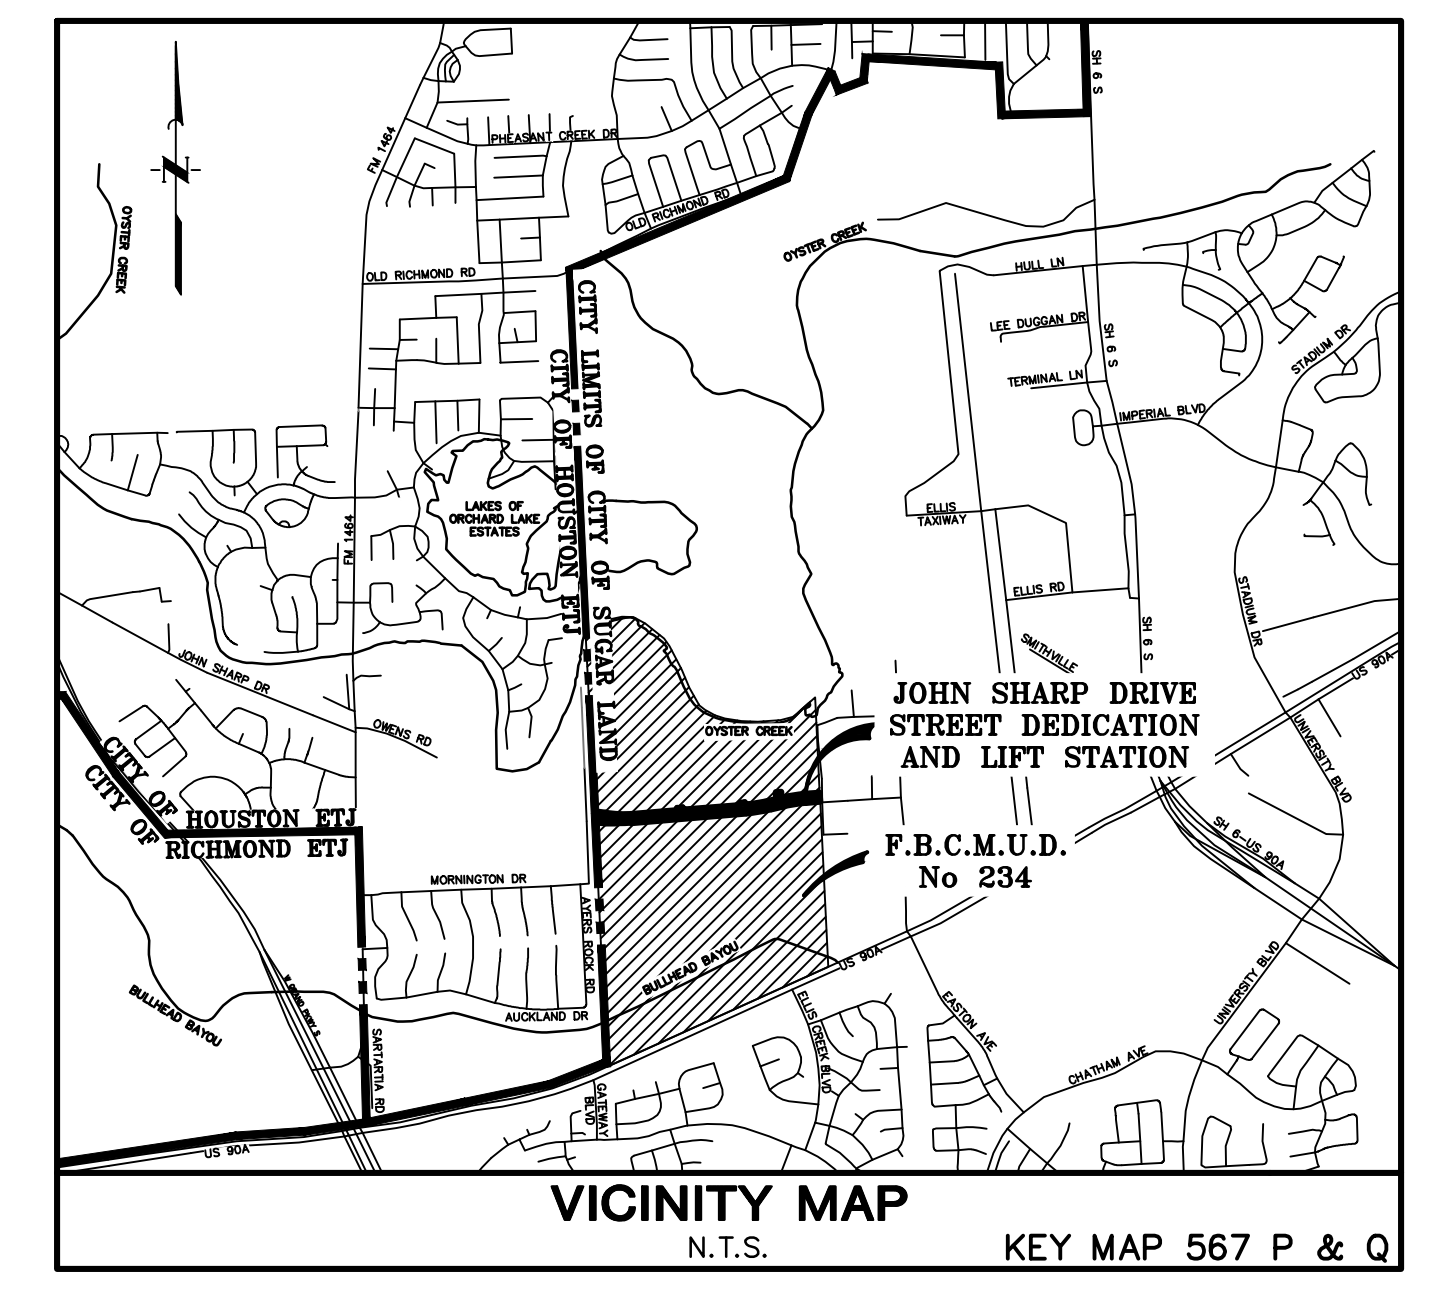 SH 6 S
FM 1464
PHEASANT CREEK DR
OLD RICHMOND RD
OYSTER CREEK
OYSTER CREEK
OLD RICHMOND RD
HULL LN
CITY LIMITS OF CITY OF SUGAR LAND
CITY OF HOUSTON ETJ
LEE DUGGAN DR
SH 6 S
STADIUM DR
TERMINAL LN
IMPERIAL BLVD
LAKES OF
ORCHARD LAKE
ESTATES
ELLIS
TAXIWAY
FM 1464
ELLIS RD
STADIUM DR
SH 6 S
SMITHVILLE
JOHN SHARP DR
US 90A
JOHN SHARP DRIVE
STREET DEDICATION
AND LIFT STATION
OWENS RD
OYSTER CREEK
UNIVERSITY BLVD
CITY OF
HOUSTON ETJ
CITY OF
RICHMOND ETJ
SH 6-US 90A
F.B.C.M.U.D.
No 234
MORNINGTON DR
AYERS ROCK RD
BULLHEAD BAYOU
US 90A
UNIVERSITY BLVD
BULLHEAD BAYOU
W GRAND PKWY S
AUCKLAND DR
SARTARTIA RD
ELLIS CREEK BLVD
EASTON AVE
CHATHAM AVE
GATEWAY
BLVD
US 90A
VICINITY MAP
N.T.S.
KEY MAP 567 P & Q